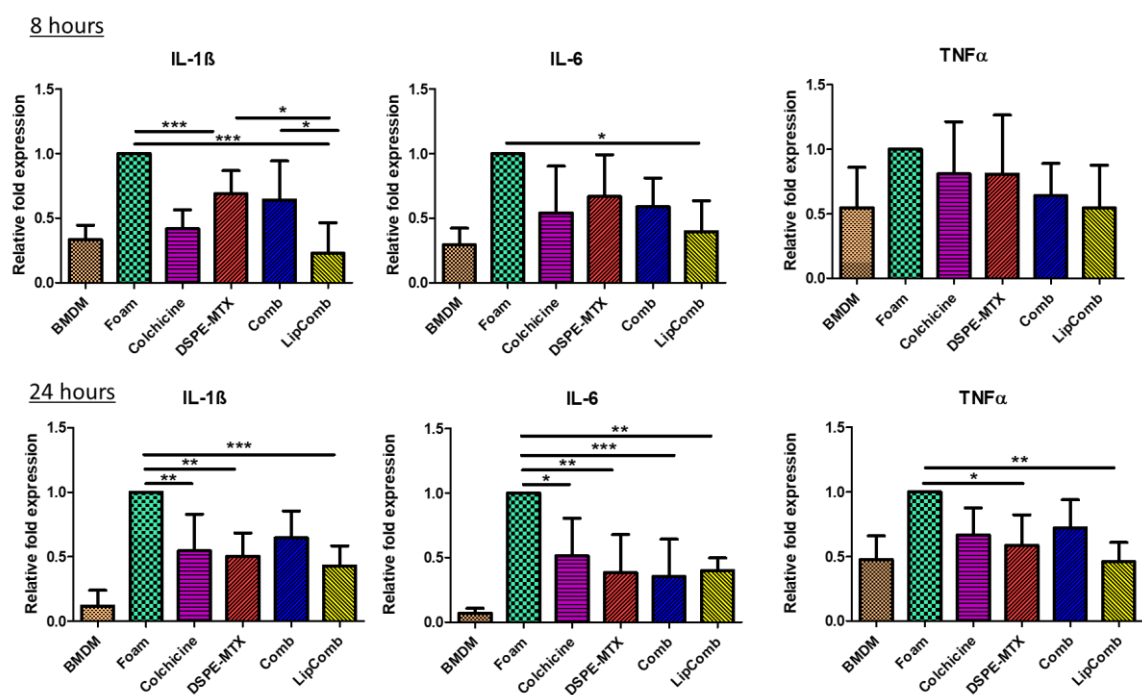 8 hours
IL-1ß
IL-6
TNFα
Relative fold expression
1.5
1.0
0.5
0.0
***
*
*
***
BMDM
Foam
Colchicine
DSPE-MTX
Comb
LipComb
Relative fold expression
1.5
1.0
0.5
0.0
*
BMDM
Foam
Colchicine
DSPE-MTX
Comb
LipComb
Relative fold expression
1.5
1.0
0.5
0.0
BMDM
Foam
Colchicine
DSPE-MTX
Comb
LipComb
24 hours
IL-1ß
IL-6
TNFα
Relative fold expression
1.5
1.0
0.5
0.0
***
**
**
BMDM
Foam
Colchicine
DSPE-MTX
Comb
LipComb
Relative fold expression
1.5
1.0
0.5
0.0
**
***
**
*
BMDM
Foam
Colchicine
DSPE-MTX
Comb
LipComb
Relative fold expression
1.5
1.0
0.5
0.0
**
*
BMDM
Foam
Colchicine
DSPE-MTX
Comb
LipComb